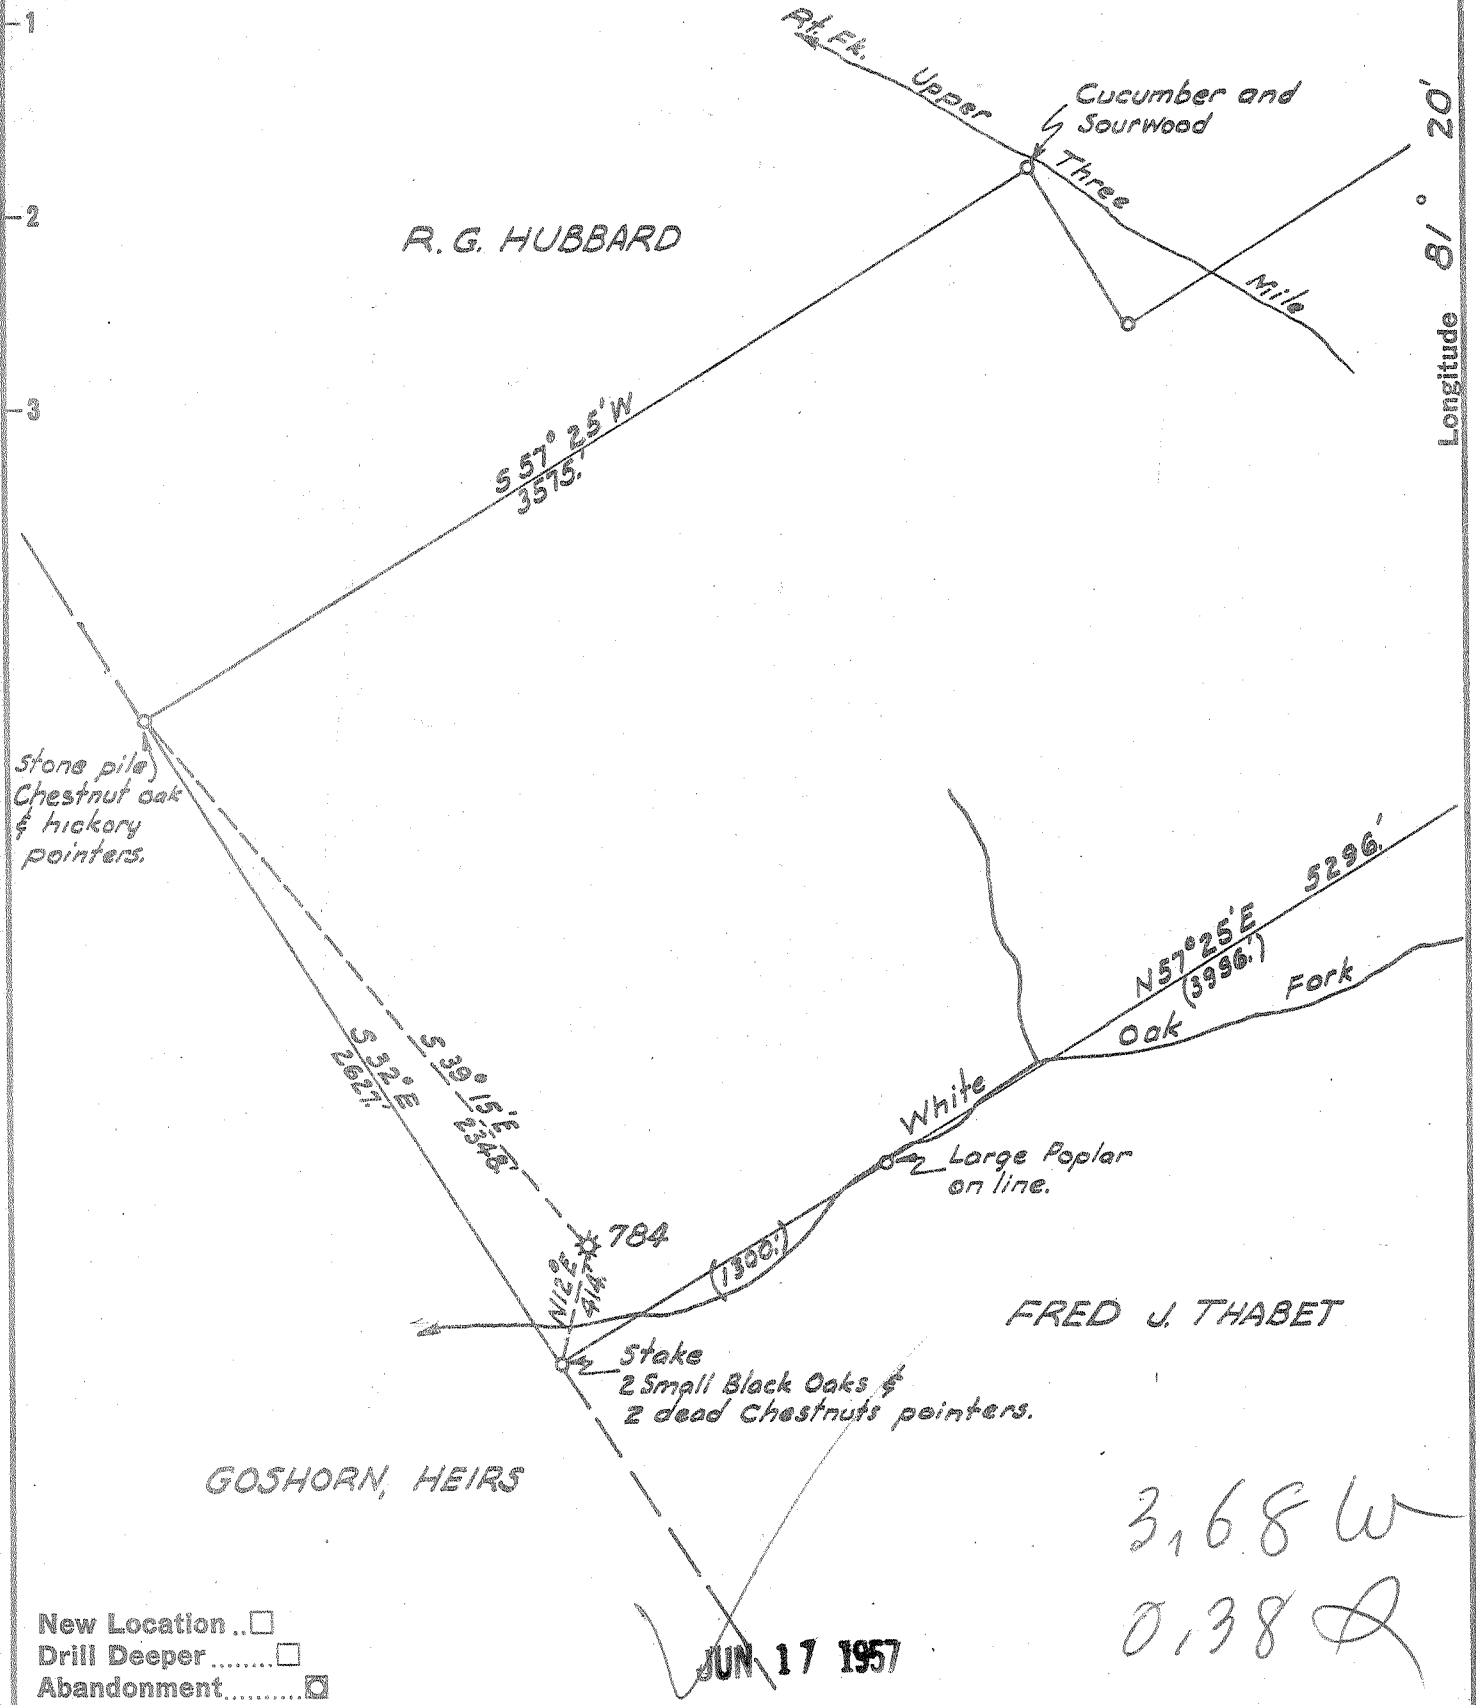 -1
Rt. Fk. Upper Three Mile
Cucumber and
Sourwood
Longitude 81° 20'
-2
R.G. HUBBARD
-3
S 57° 25' W
3575.'
Stone pile,
Chestnut oak
& hickory
pointers.
5296.'
N 57° 25' E
(3996.')
White Oak Fork
S 32° E
2627.'
S 39° 15' E
2348.'
Large Poplar
on line.
784
N 12° E
414.'
(1300.')
FRED J. THABET
Stake
2 Small Black Oaks &
2 dead Chestnuts pointers.
GOSHORN, HEIRS
3,68 W
0,38
New Location ..☐
Drill Deeper ........☐
Abandonment..........☒
JUN 17 1957